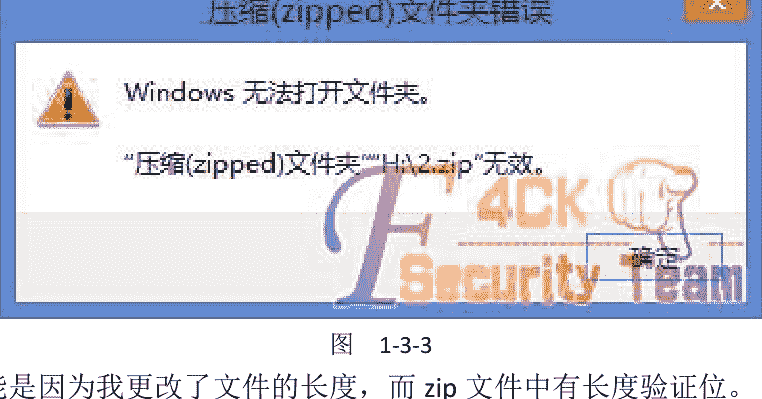 压缩(zipped)文件夹错误
x
Windows 无法打开文件夹。
“压缩(zipped)文件夹”“H:\2.zip”无效。
F4CK
Security Team
确定
图 1-3-3
能是因为我更改了文件的长度，而 zip 文件中有长度验证位。